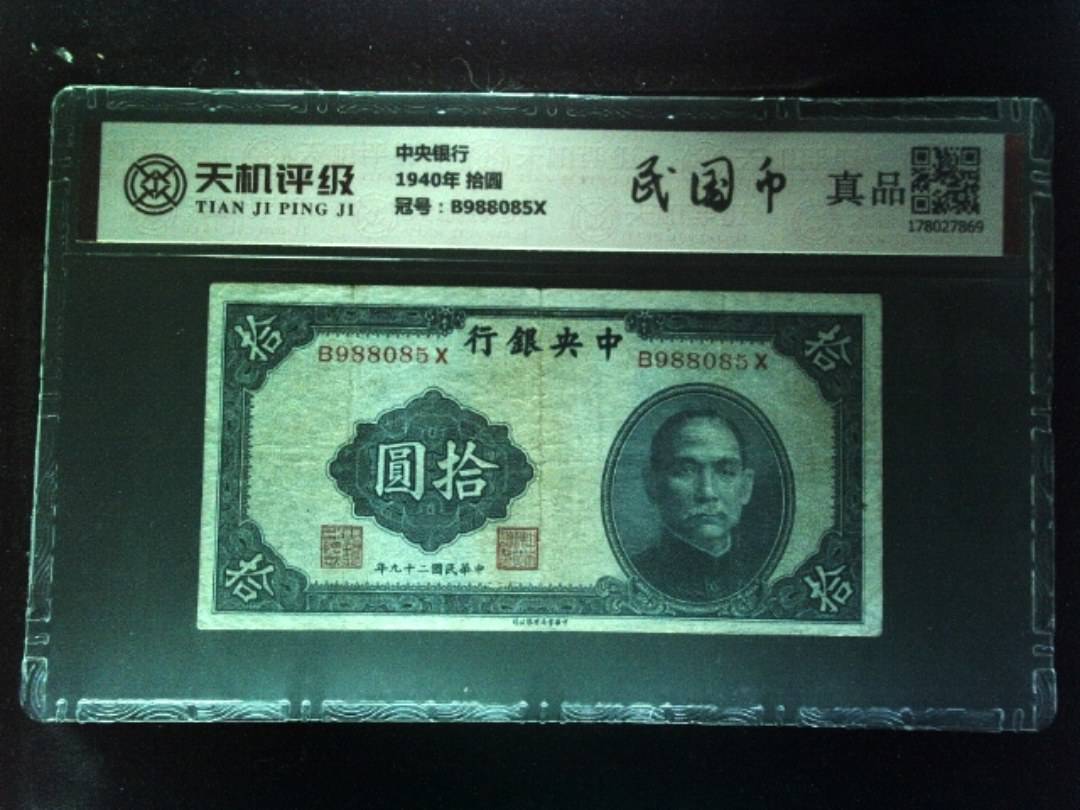 天机评级
TIAN JI PING JI
中央银行
1940年 拾圆
冠号：B988085X
民国币
真品
178027869
拾
行銀央中
拾
B988085X
B988085X
圓拾
年九十二國民華中
拾
拾